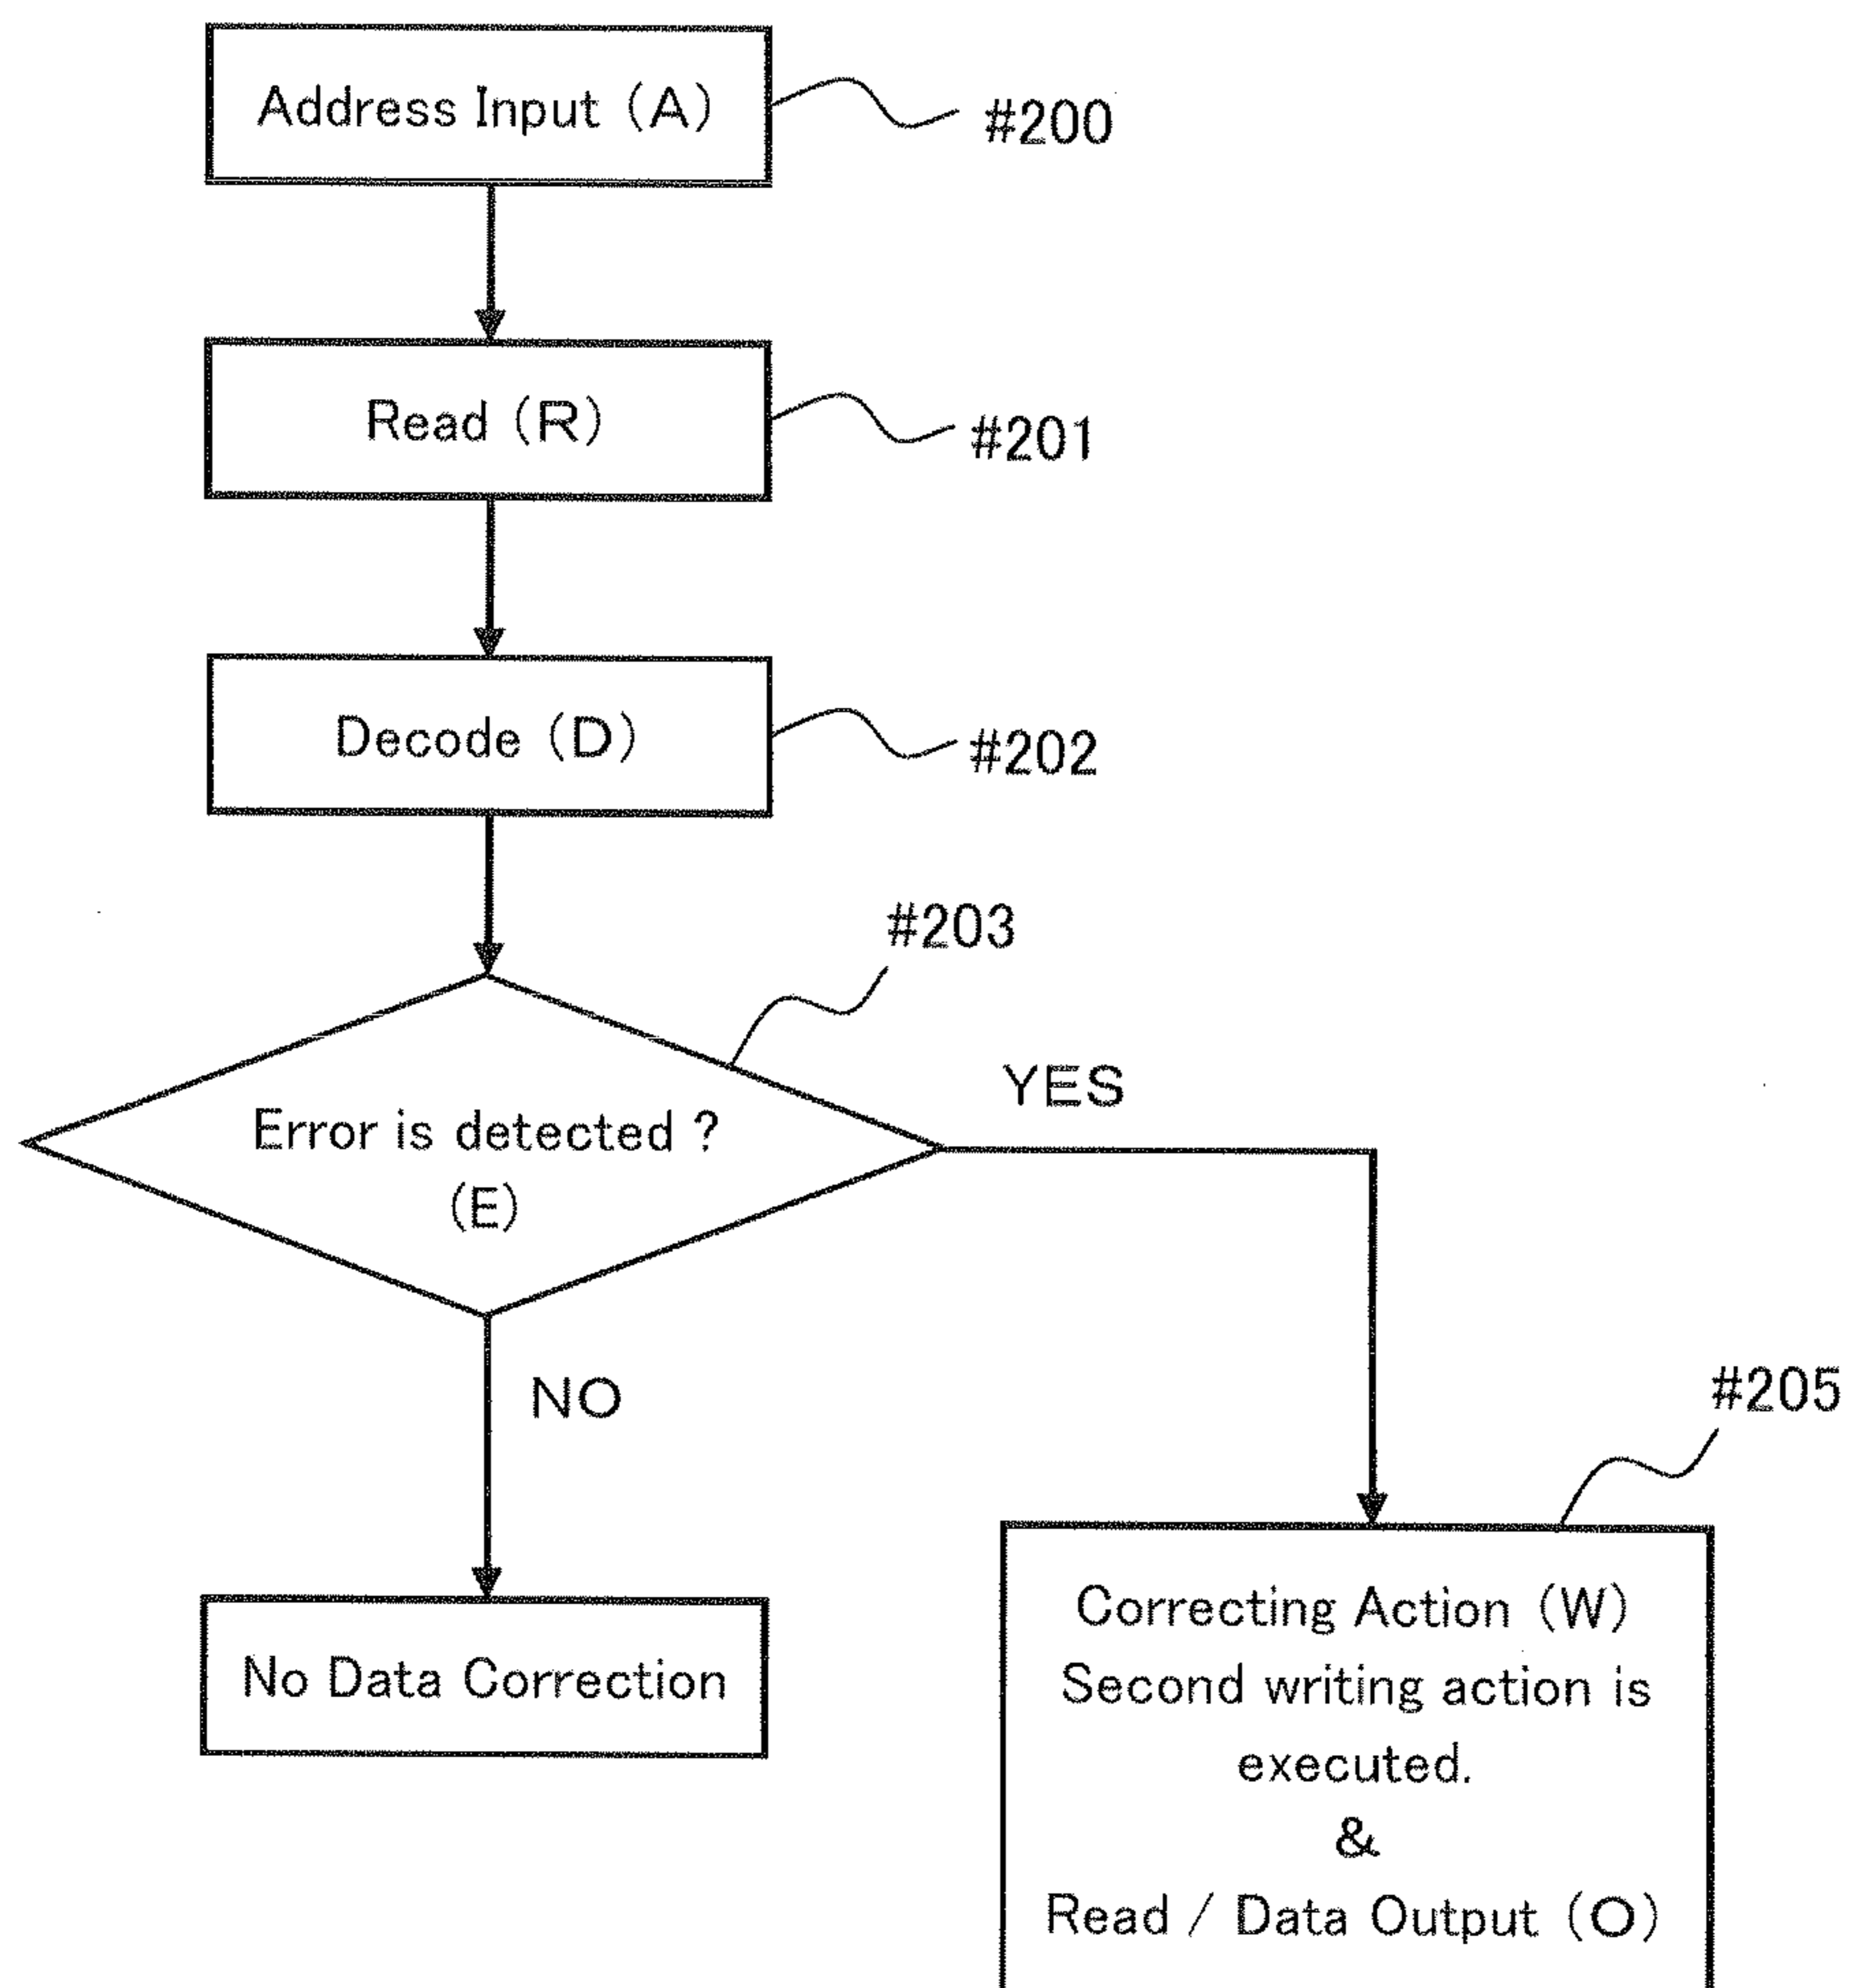 Address Input (A)
#200
Read (R)
#201
Decode (D)
#202
#203
Error is detected ?
(E)
YES
NO
#205
No Data Correction
Correcting Action (W)
Second writing action is
executed.
&
Read / Data Output (O)